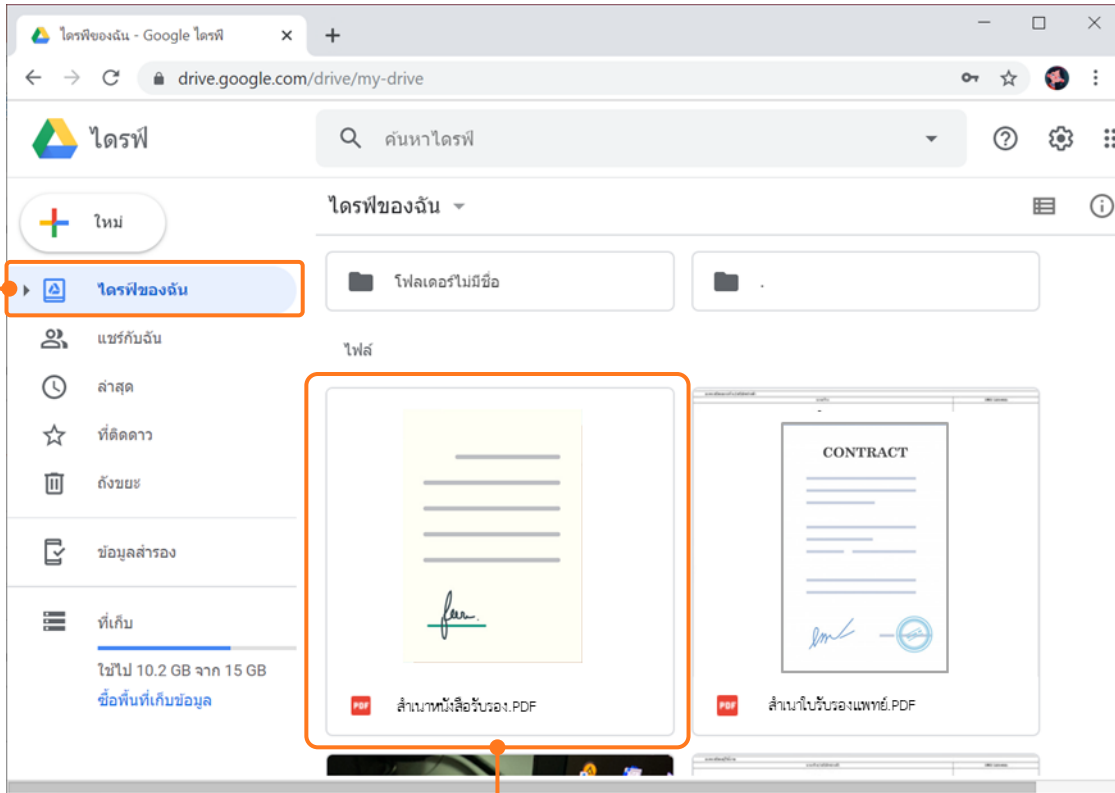 ไดรฟ์ของฉัน - Google ไดรฟ์
drive.google.com/drive/my-drive
ไดรฟ์
ค้นหาไดรฟ์
ใหม่
ไดรฟ์ของฉัน
ไดรฟ์ของฉัน
แชร์กับฉัน
ล่าสุด
ที่ติดดาว
ถังขยะ
ข้อมูลสำรอง
ที่เก็บ
ใช้ไป 10.2 GB จาก 15 GB
ซื้อพื้นที่เก็บข้อมูล
โฟลเดอร์ไม่มีชื่อ
.
ไฟล์
CONTRACT
PDF สำเนาหนังสือรับรอง.PDF
PDF สำเนาใบรับรองแพทย์.PDF